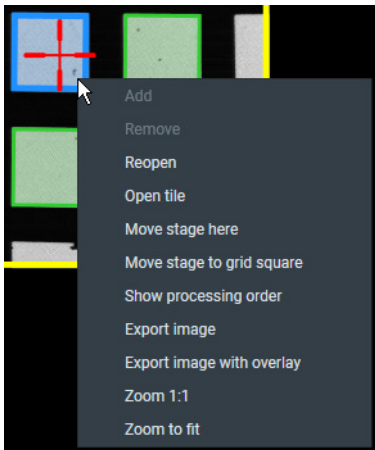 Add
Remove
Reopen
Open tile
Move stage here
Move stage to grid square
Show processing order
Export image
Export image with overlay
Zoom 1:1
Zoom to fit